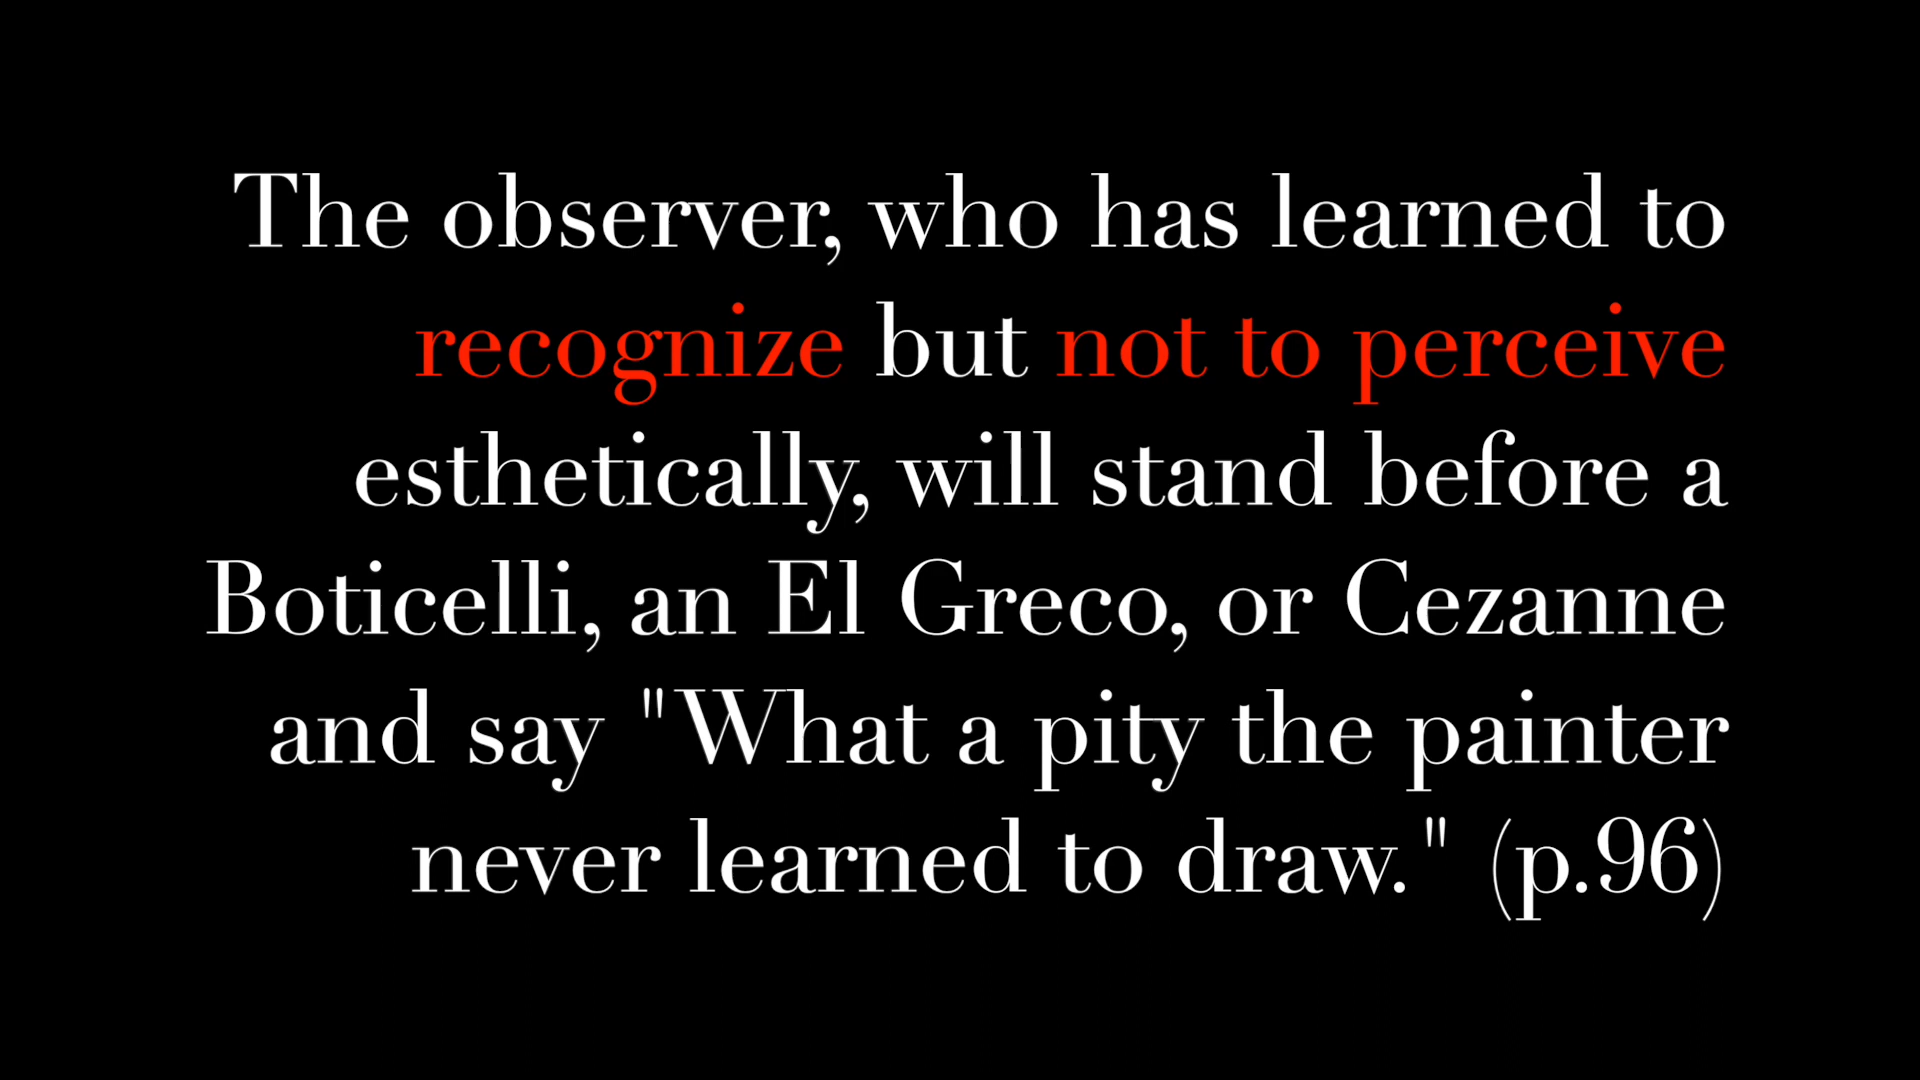 The observer, who has learned to
recognize but not to perceive
esthetically, will stand before a
Boticelli, an El Greco, or Cezanne
and say "What a pity the painter
never learned to draw." (p.96)